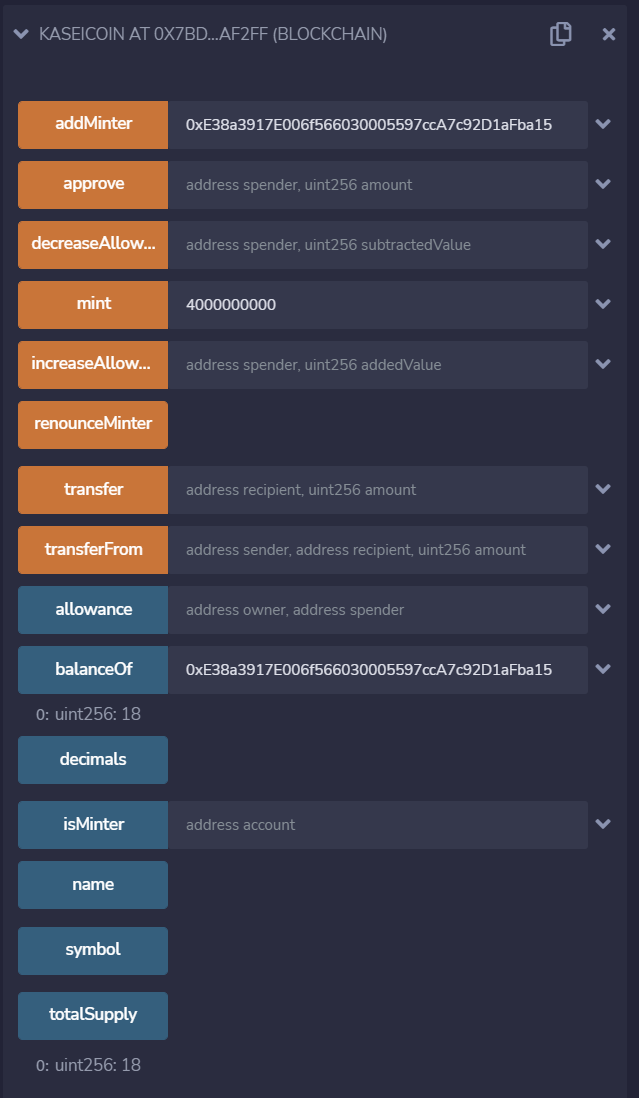 KASEICOIN AT 0X7BD...AF2FF (BLOCKCHAIN)
addMinter 0xE38a3917E006f566030005597ccA7c92D1aFba15
approve address spender, uint256 amount
decreaseAllow... address spender, uint256 subtractedValue
mint 4000000000
increaseAllow... address spender, uint256 addedValue
renounceMinter
transfer address recipient, uint256 amount
transferFrom address sender, address recipient, uint256 amount
allowance address owner, address spender
balanceOf 0xE38a3917E006f566030005597ccA7c92D1aFba15
0: uint256: 18
decimals
isMinter address account
name
symbol
totalSupply
0: uint256: 18